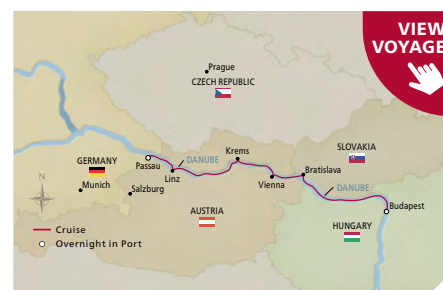 VIEW
VOYAGE
Prague
CZECH REPUBLIC
SLOVAKIA
Krems
GERMANY
Passau
DANUBE
Linz
Vienna
Bratislava
Munich
Salzburg
DANUBE
Budapest
AUSTRIA
HUNGARY
N
Cruise
Overnight in Port